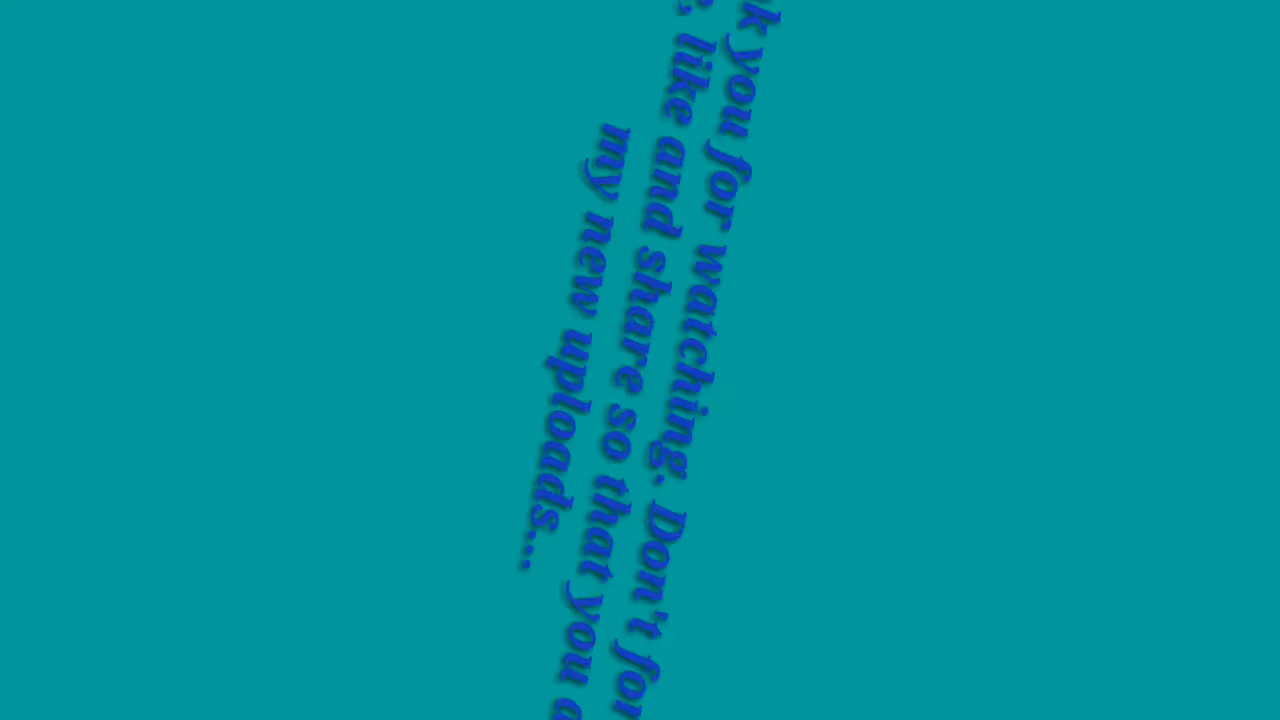 k you for watching. Don't for
, like and share so that you a
my new uploads...